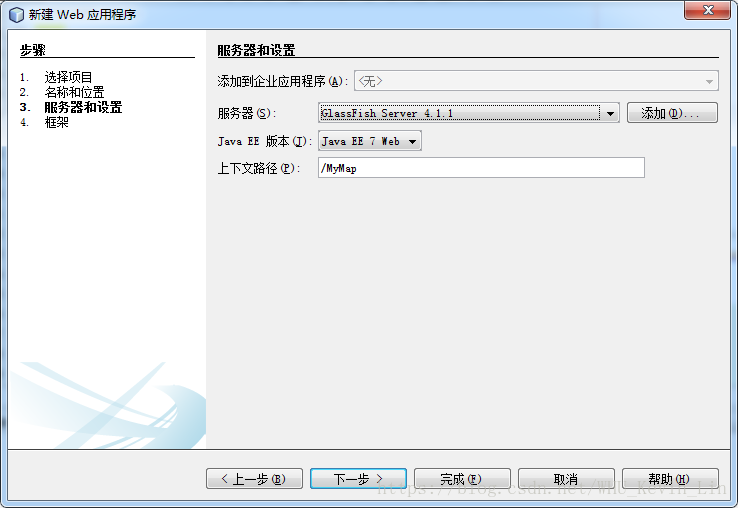 新建 Web 应用程序
步骤
1. 选择项目
2. 名称和位置
3. 服务器和设置
4. 框架
服务器和设置
添加到企业应用程序(A): <无>
服务器(S): GlassFish Server 4.1.1 添加(D)...
Java EE 版本(J): Java EE 7 Web
上下文路径(P): /MyMap
< 上一步(B) 下一步 > 完成(F) 取消 帮助(H)
https://blog.csdn.net/WHU_Kevin_Lin